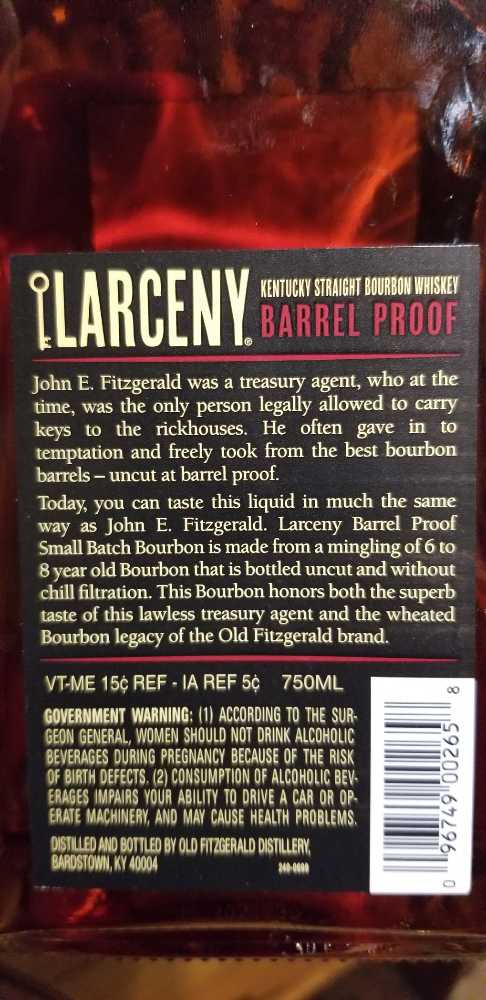 LARCENY® KENTUCKY STRAIGHT BOURBON WHISKEY
BARREL PROOF
John E. Fitzgerald was a treasury agent, who at the
time, was the only person legally allowed to carry
keys to the rickhouses. He often gave in to
temptation and freely took from the best bourbon
barrels – uncut at barrel proof.
Today, you can taste this liquid in much the same
way as John E. Fitzgerald. Larceny Barrel Proof
Small Batch Bourbon is made from a mingling of 6 to
8 year old Bourbon that is bottled uncut and without
chill filtration. This Bourbon honors both the superb
taste of this lawless treasury agent and the wheated
Bourbon legacy of the Old Fitzgerald brand.
VT-ME 15¢ REF - IA REF 5¢ 750ML
GOVERNMENT WARNING: (1) ACCORDING TO THE SUR-
GEON GENERAL, WOMEN SHOULD NOT DRINK ALCOHOLIC
BEVERAGES DURING PREGNANCY BECAUSE OF THE RISK
OF BIRTH DEFECTS. (2) CONSUMPTION OF ALCOHOLIC BEV-
ERAGES IMPAIRS YOUR ABILITY TO DRIVE A CAR OR OP-
ERATE MACHINERY, AND MAY CAUSE HEALTH PROBLEMS.
DISTILLED AND BOTTLED BY OLD FITZGERALD DISTILLERY,
BARDSTOWN, KY 40004
0 96749 00265 8